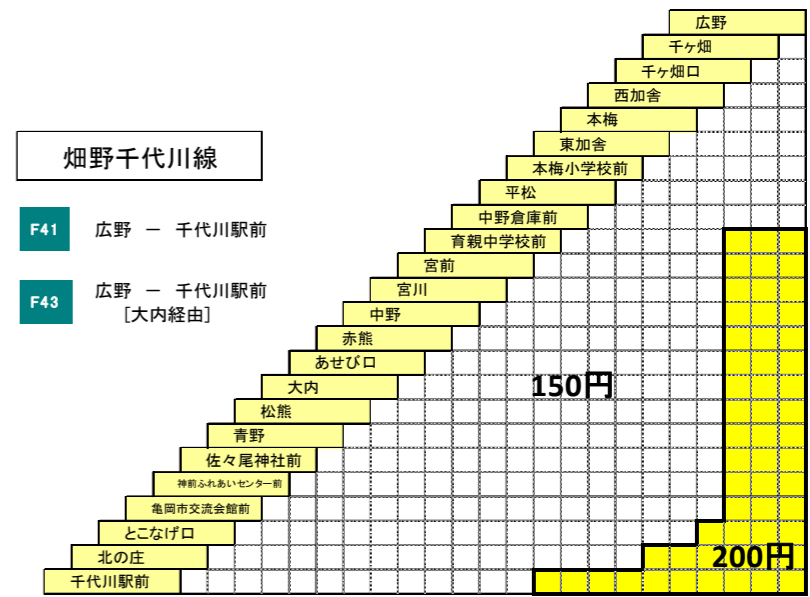 広野
千ヶ畑
千ヶ畑口
西加舎
本梅
東加舎
本梅小学校前
平松
中野倉庫前
育親中学校前
宮前
宮川
中野
赤熊
あせび口
大内
松熊
青野
佐々尾神社前
神前ふれあいセンター前
亀岡市交流会館前
とこなげ口
北の庄
千代川駅前
畑野千代川線
F41 広野 － 千代川駅前
F43 広野 － 千代川駅前
[大内経由]
150円
200円